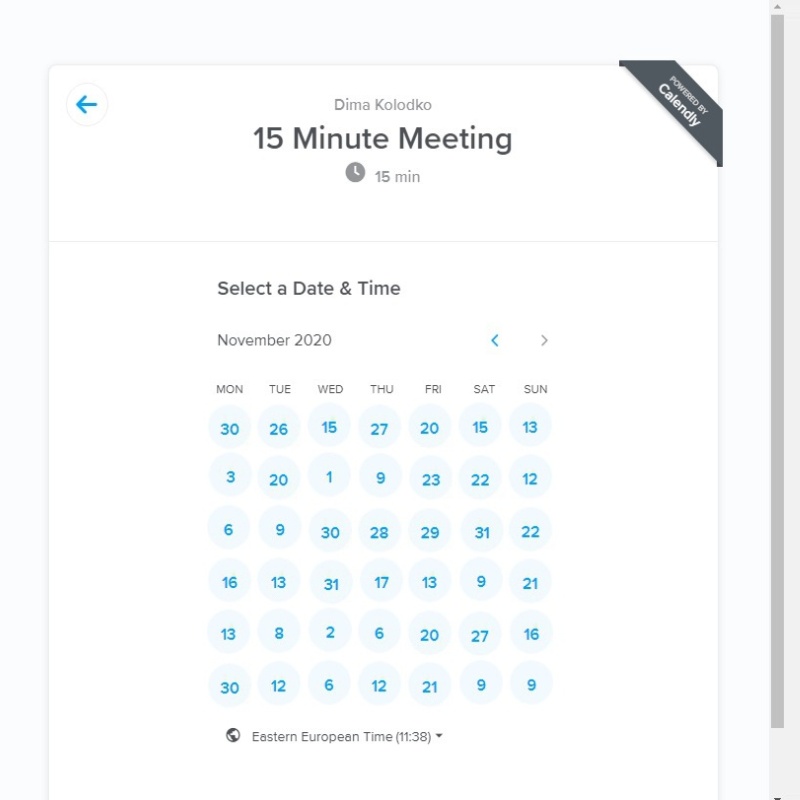 POWERED BY
Calendly
Dima Kolodko
15 Minute Meeting
15 min
Select a Date & Time
November 2020
MON TUE WED THU FRI SAT SUN
30 26 15 27 20 15 13
3 20 1 9 23 22 12
6 9 30 28 29 31 22
16 13 31 17 13 9 21
13 8 2 6 20 27 16
30 12 6 12 21 9 9
Eastern European Time (11:38)